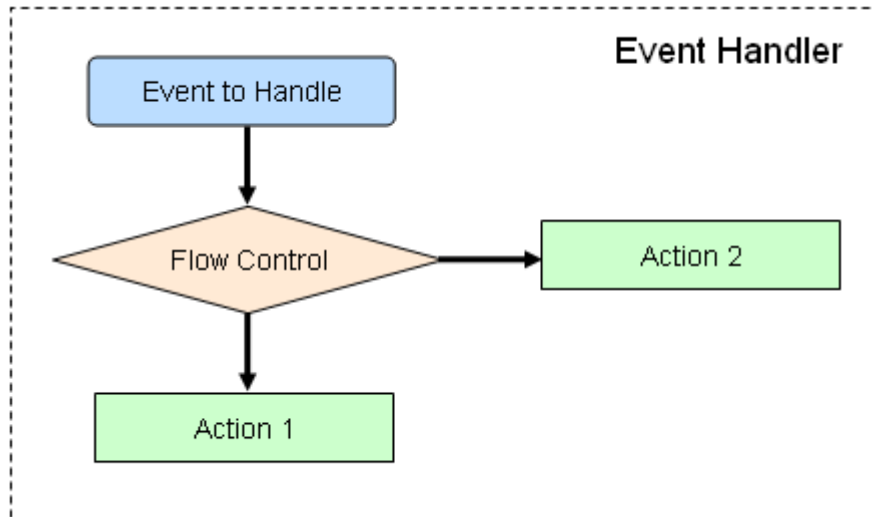 Event Handler
Event to Handle
Flow Control
Action 2
Action 1